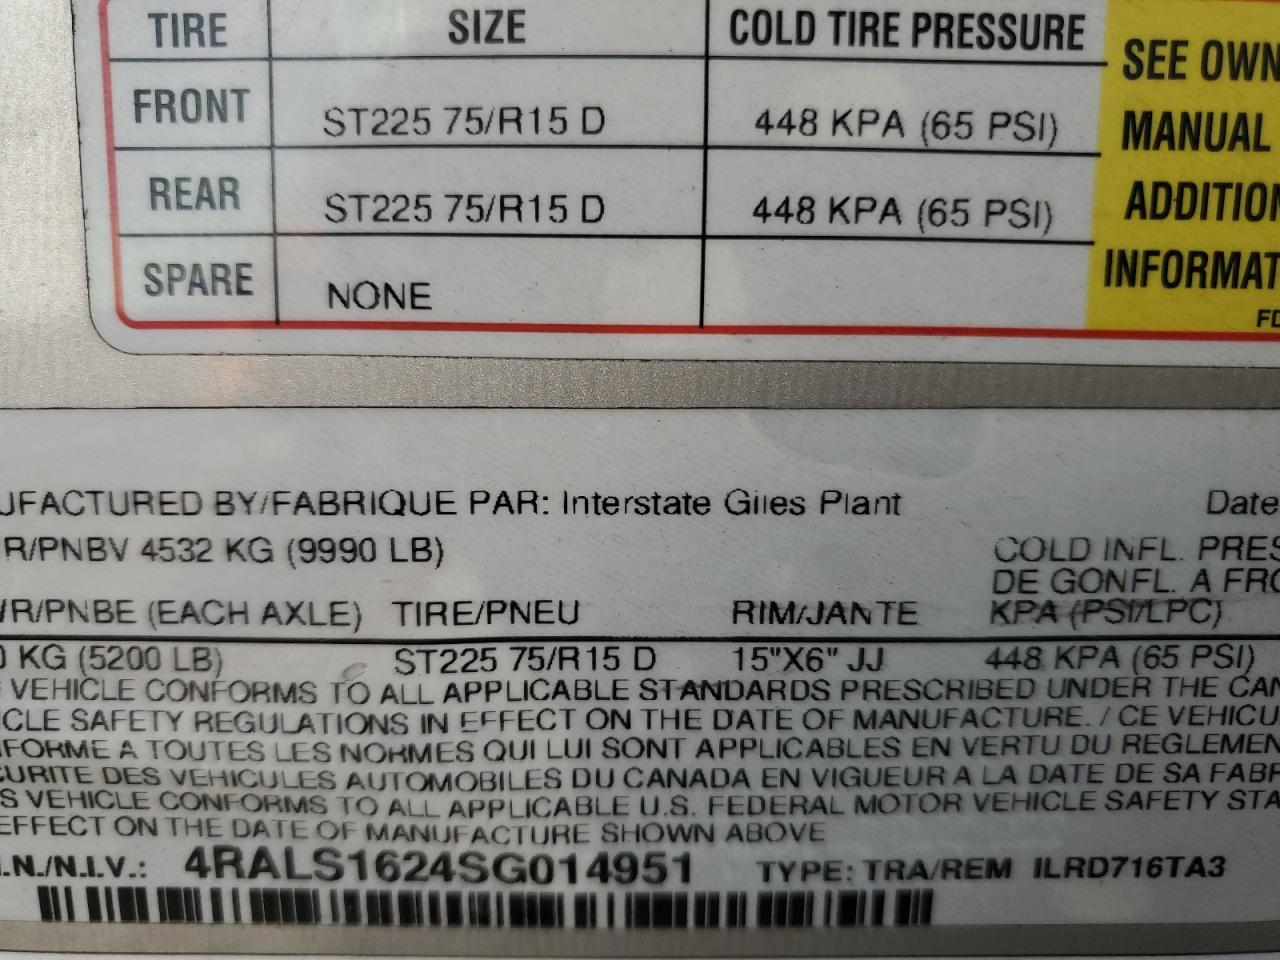 TIRE SIZE COLD TIRE PRESSURE SEE OWN
FRONT ST225 75/R15 D 448 KPA (65 PSI) MANUAL
REAR ST225 75/R15 D 448 KPA (65 PSI) ADDITION
SPARE NONE INFORMAT
UFACTURED BY/FABRIQUE PAR: Interstate Giles Plant Date
R/PNBV 4532 KG (9990 LB) COLD INFL. PRES
DE GONFL. A FRO
VR/PNBE (EACH AXLE) TIRE/PNEU RIM/JANTE KPA (PSI/LPC)
0 KG (5200 LB) ST225 75/R15 D 15"X6" JJ 448 KPA (65 PSI)
VEHICLE CONFORMS TO ALL APPLICABLE STANDARDS PRESCRIBED UNDER THE CAN
ICLE SAFETY REGULATIONS IN EFFECT ON THE DATE OF MANUFACTURE. / CE VEHICU
NFORME A TOUTES LES NORMES QUI LUI SONT APPLICABLES EN VERTU DU REGLEMEN
CURITE DES VEHICULES AUTOMOBILES DU CANADA EN VIGUEUR A LA DATE DE SA FABR
S VEHICLE CONFORMS TO ALL APPLICABLE U.S. FEDERAL MOTOR VEHICLE SAFETY STA
EFFECT ON THE DATE OF MANUFACTURE SHOWN ABOVE
I.N./N.I.V.: 4RALS1624SG014951 TYPE: TRA/REM ILRD716TA3